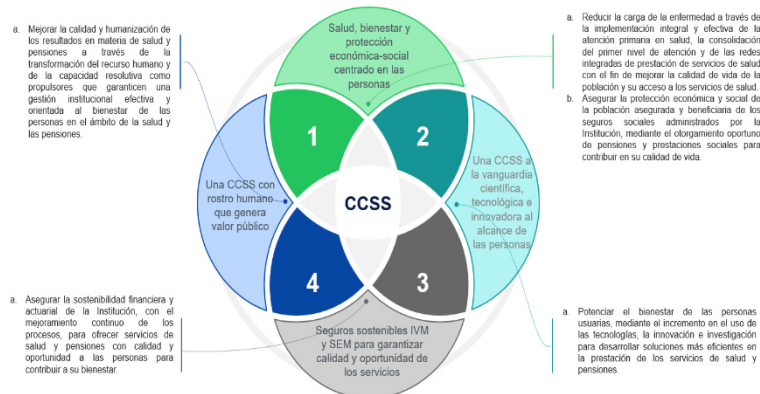 a. Mejorar la calidad y humanización de
los resultados en materia de salud y
pensiones a través de la
transformación del recurso humano y
de la capacidad resolutiva como
propulsores que garanticen una
gestión institucional efectiva y
orientada al bienestar de las
personas en el ámbito de la salud y
las pensiones.
Salud, bienestar y
protección
económica-social
centrado en las
personas
a. Reducir la carga de la enfermedad a través de
la implementación integral y efectiva de la
atención primaria en salud, la consolidación
del primer nivel de atención y de las redes
integradas de prestación de servicios de salud
con el fin de mejorar la calidad de vida de la
población y su acceso a los servicios de salud.
b. Asegurar la protección económica y social de
la población asegurada y beneficiaria de los
seguros sociales administrados por la
Institución, mediante el otorgamiento oportuno
de pensiones y prestaciones sociales para
contribuir en su calidad de vida.
1
2
Una CCSS con
rostro humano
que genera
valor público
CCSS
Una CCSS a
la vanguardia
científica,
tecnológica e
innovadora al
alcance de
las personas
4
3
a. Asegurar la sostenibilidad financiera y
actuarial de la Institución, con el
mejoramiento continuo de los
procesos, para ofrecer servicios de
salud y pensiones con calidad y
oportunidad a las personas para
contribuir a su bienestar.
Seguros sostenibles IVM
y SEM para garantizar
calidad y oportunidad de
los servicios
a. Potenciar el bienestar de las personas
usuarias, mediante el incremento en el uso de
las tecnologías, la innovación e investigación
para desarrollar soluciones más eficientes en
la prestación de los servicios de salud y
pensiones.